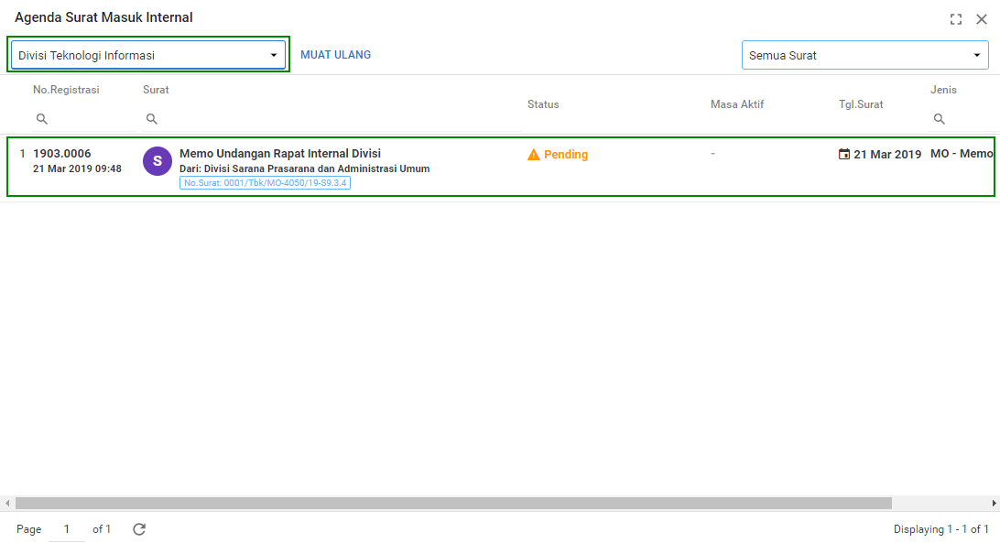 Agenda Surat Masuk Internal
Divisi Teknologi Informasi
MUAT ULANG
Semua Surat
No.Registrasi
Surat
Status
Masa Aktif
Tgl.Surat
Jenis
1
1903.0006
21 Mar 2019 09:48
S
Memo Undangan Rapat Internal Divisi
Dari: Divisi Sarana Prasarana dan Administrasi Umum
No.Surat: 0001/Tbk/MO-4050/19-S9.3.4
Pending
-
21 Mar 2019
MO - Memo
Page 1 of 1
Displaying 1 - 1 of 1